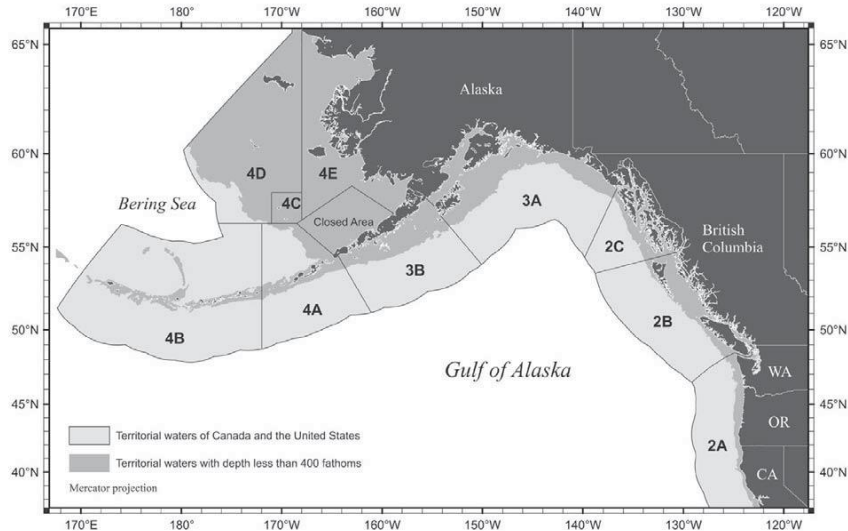 170°E 180° 170°W 160°W 150°W 140°W 130°W 120°W
65°N 65°N
Alaska
60°N 60°N
4D 4E
Bering Sea
4C
3A
Closed Area
British
Columbia
55°N 55°N
2C
3B
4A
2B
50°N 50°N
4B
Gulf of Alaska
WA
45°N 45°N
OR
Territorial waters of Canada and the United States
2A
Territorial waters with depth less than 400 fathoms
CA
40°N 40°N
Mercator projection
170°E 180° 170°W 160°W 150°W 140°W 130°W 120°W